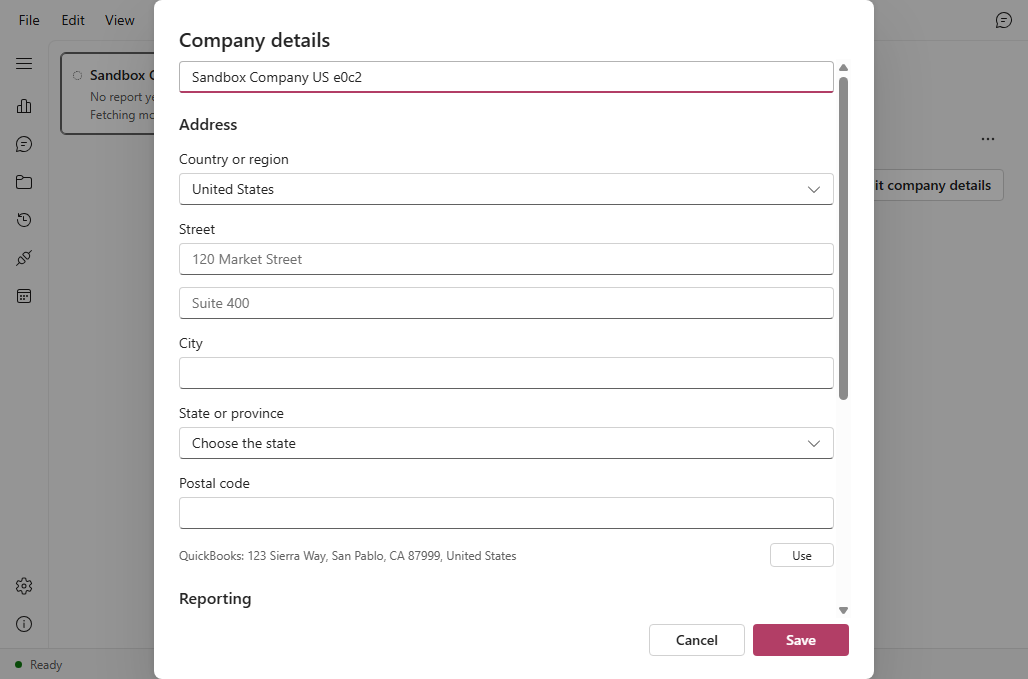 File Edit View
Company details
Sandbox Company US e0c2
Sandbox
No report
Fetching
Address
Country or region
United States
it company details
Street
120 Market Street
Suite 400
City
State or province
Choose the state
Postal code
QuickBooks: 123 Sierra Way, San Pablo, CA 87999, United States
Use
Reporting
Cancel
Save
Ready